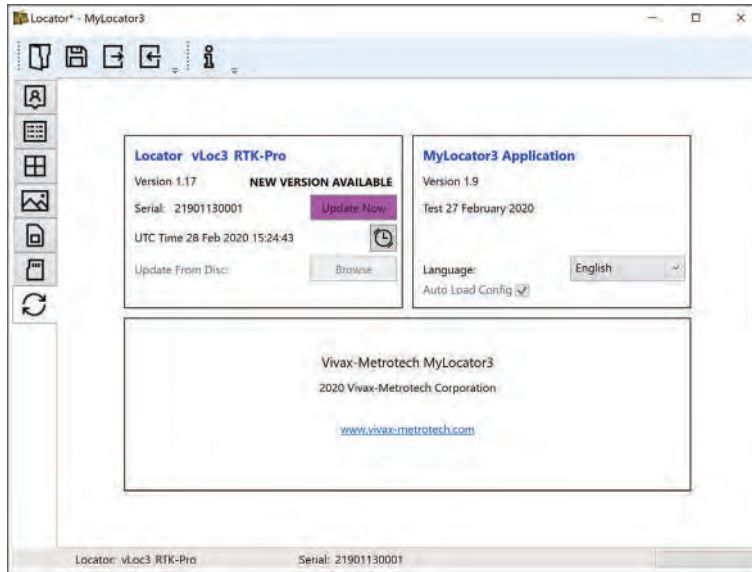 Locator* - MyLocator3
Locator vLoc3 RTK-Pro
Version 1.17 NEW VERSION AVAILABLE
Serial: 21901130001 Update Now
UTC Time 28 Feb 2020 15:24:43
Update From Disc: Browse
MyLocator3 Application
Version 1.9
Test 27 February 2020
Language: English
Auto Load Config
Vivax-Metrotech MyLocator3
2020 Vivax-Metrotech Corporation
www.vivax-metrotech.com
Locator: vLoc3 RTK-Pro Serial: 21901130001